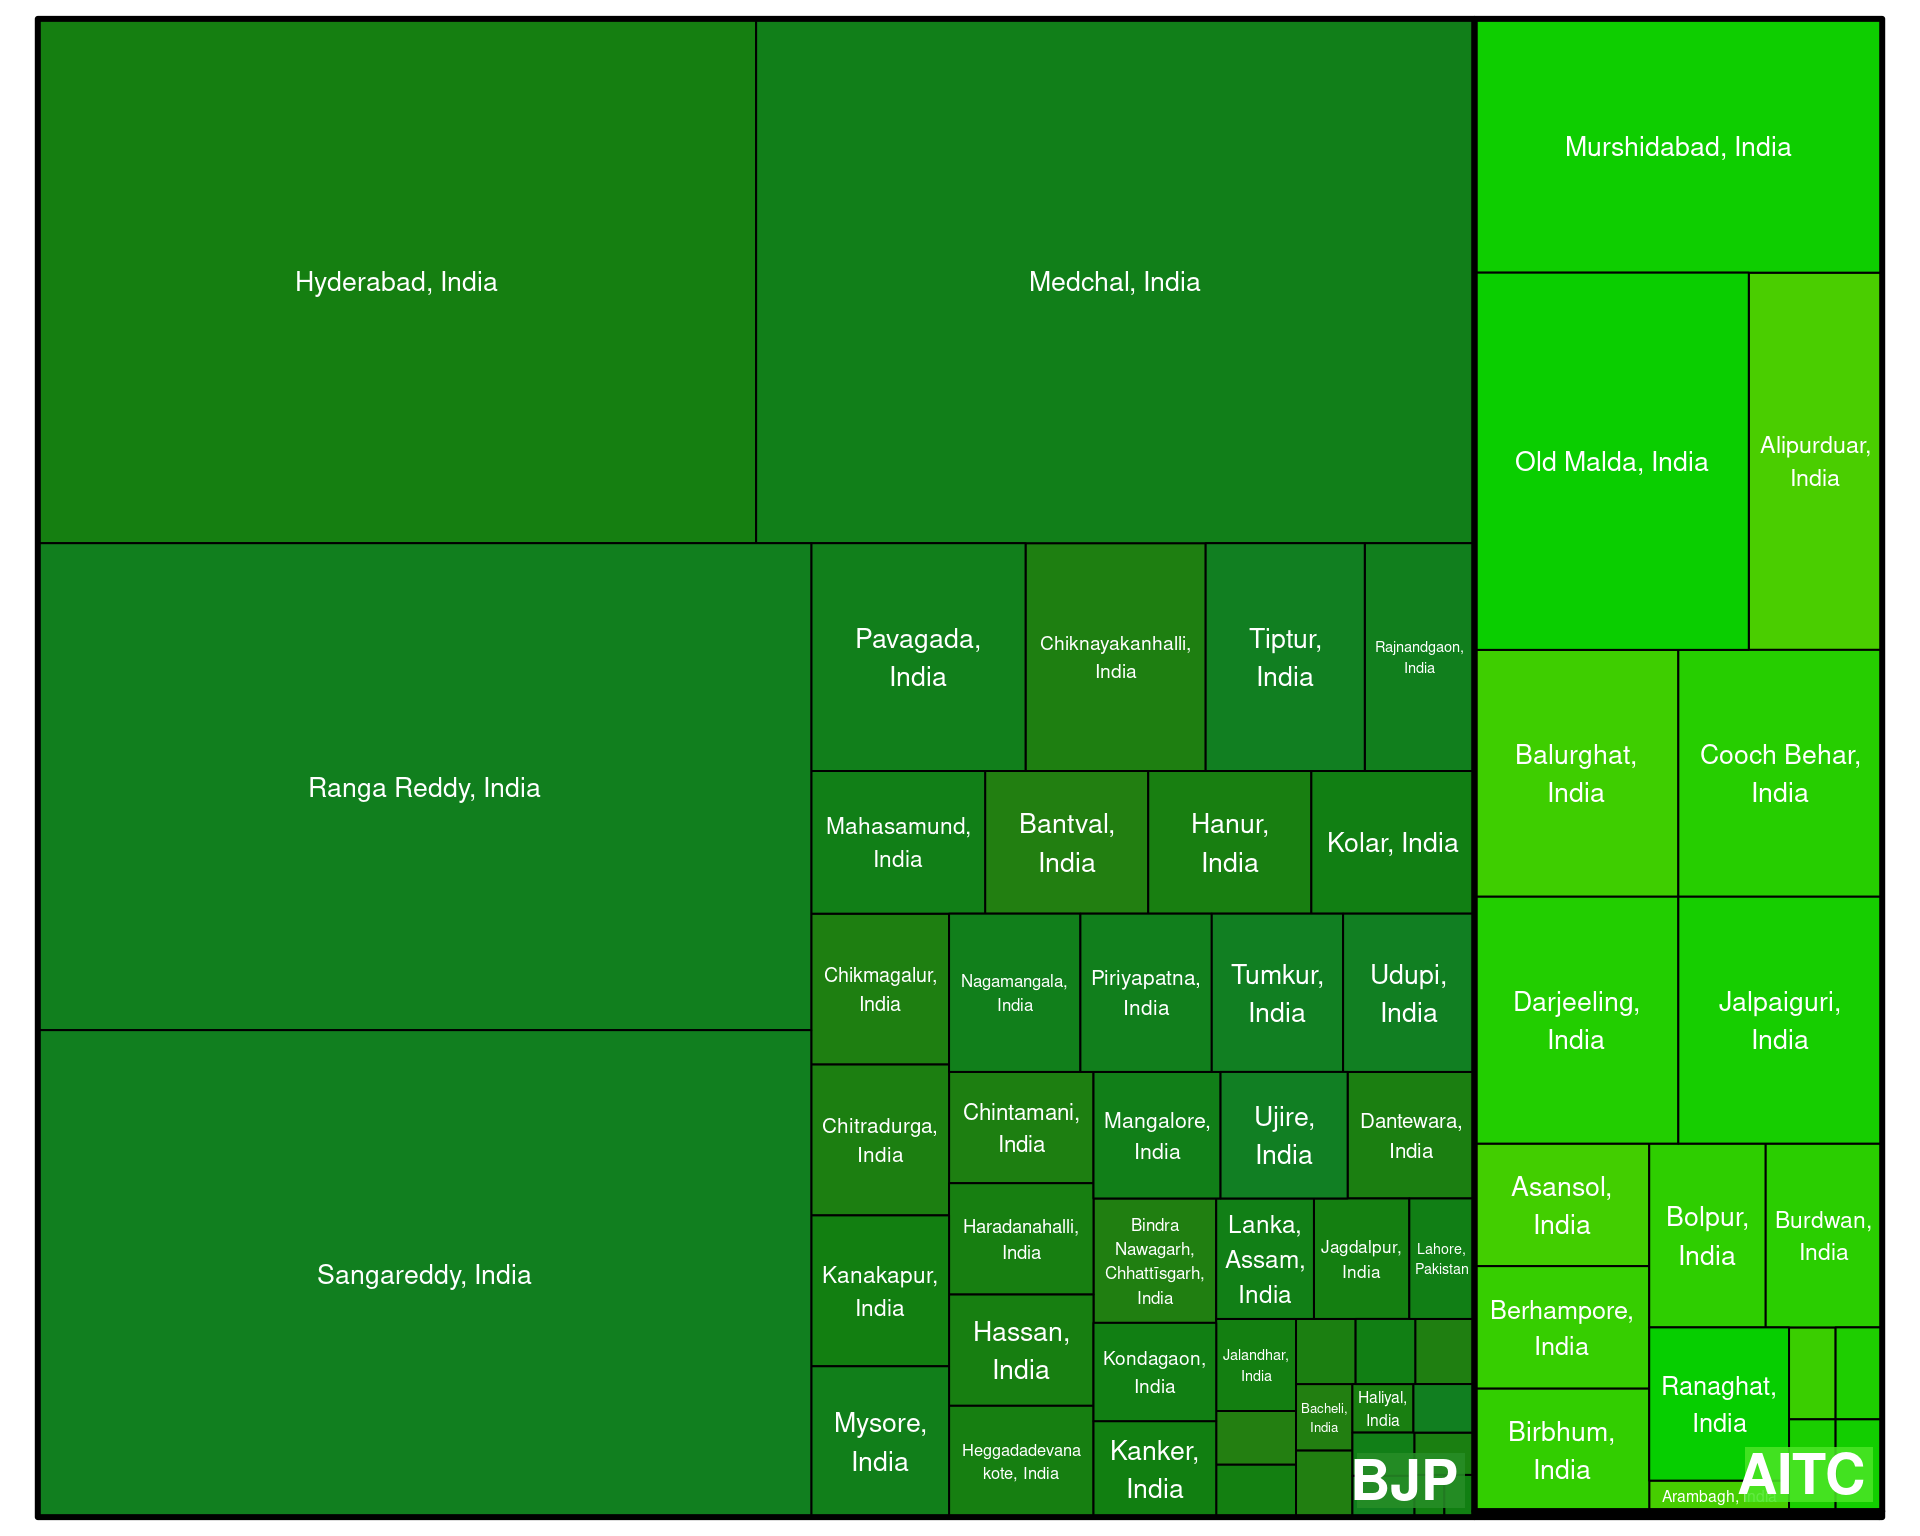 Hyderabad, India
Medchal, India
Ranga Reddy, India
Sangareddy, India
Pavagada,
India
Chiknayakanhalli,
India
Tiptur,
India
Rajnandgaon,
India
Mahasamund,
India
Bantval,
India
Hanur,
India
Kolar, India
Chikmagalur,
India
Nagamangala,
India
Piriyapatna,
India
Tumkur,
India
Udupi,
India
Chitradurga,
India
Chintamani,
India
Mangalore,
India
Ujire,
India
Dantewara,
India
Haradanahalli,
India
Bindra
Nawagarh,
Chhattīsgarh,
India
Lanka,
Assam,
India
Jagdalpur,
India
Lahore,
Pakistan
Kanakapur,
India
Hassan,
India
Kondagaon,
India
Jalandhar,
India
Bacheli,
India
Haliyal,
India
Mysore,
India
Heggadadevana
kote, India
Kanker,
India
BJP
Murshidabad, India
Old Malda, India
Alipurduar,
India
Balurghat,
India
Cooch Behar,
India
Darjeeling,
India
Jalpaiguri,
India
Asansol,
India
Bolpur,
India
Burdwan,
India
Berhampore,
India
Ranaghat,
India
Birbhum,
India
Arambagh, India
AITC